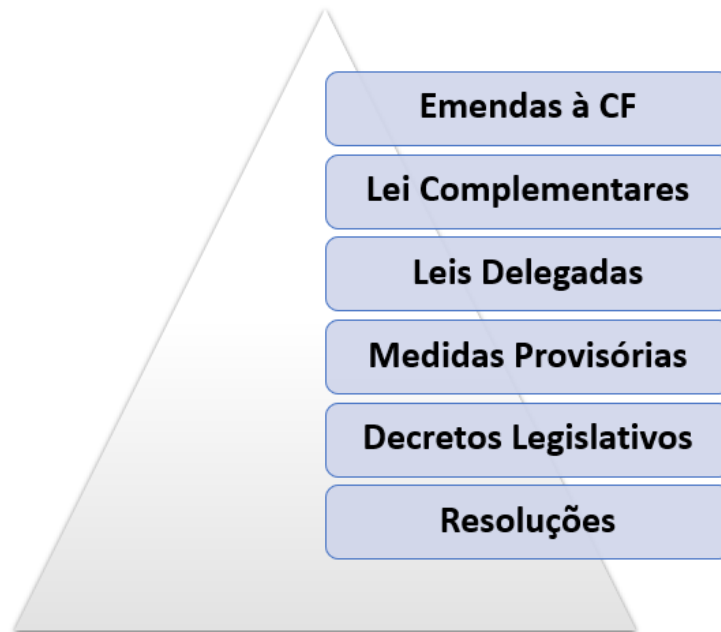 Emendas à CF
Lei Complementares
Leis Delegadas
Medidas Provisórias
Decretos Legislativos
Resoluções